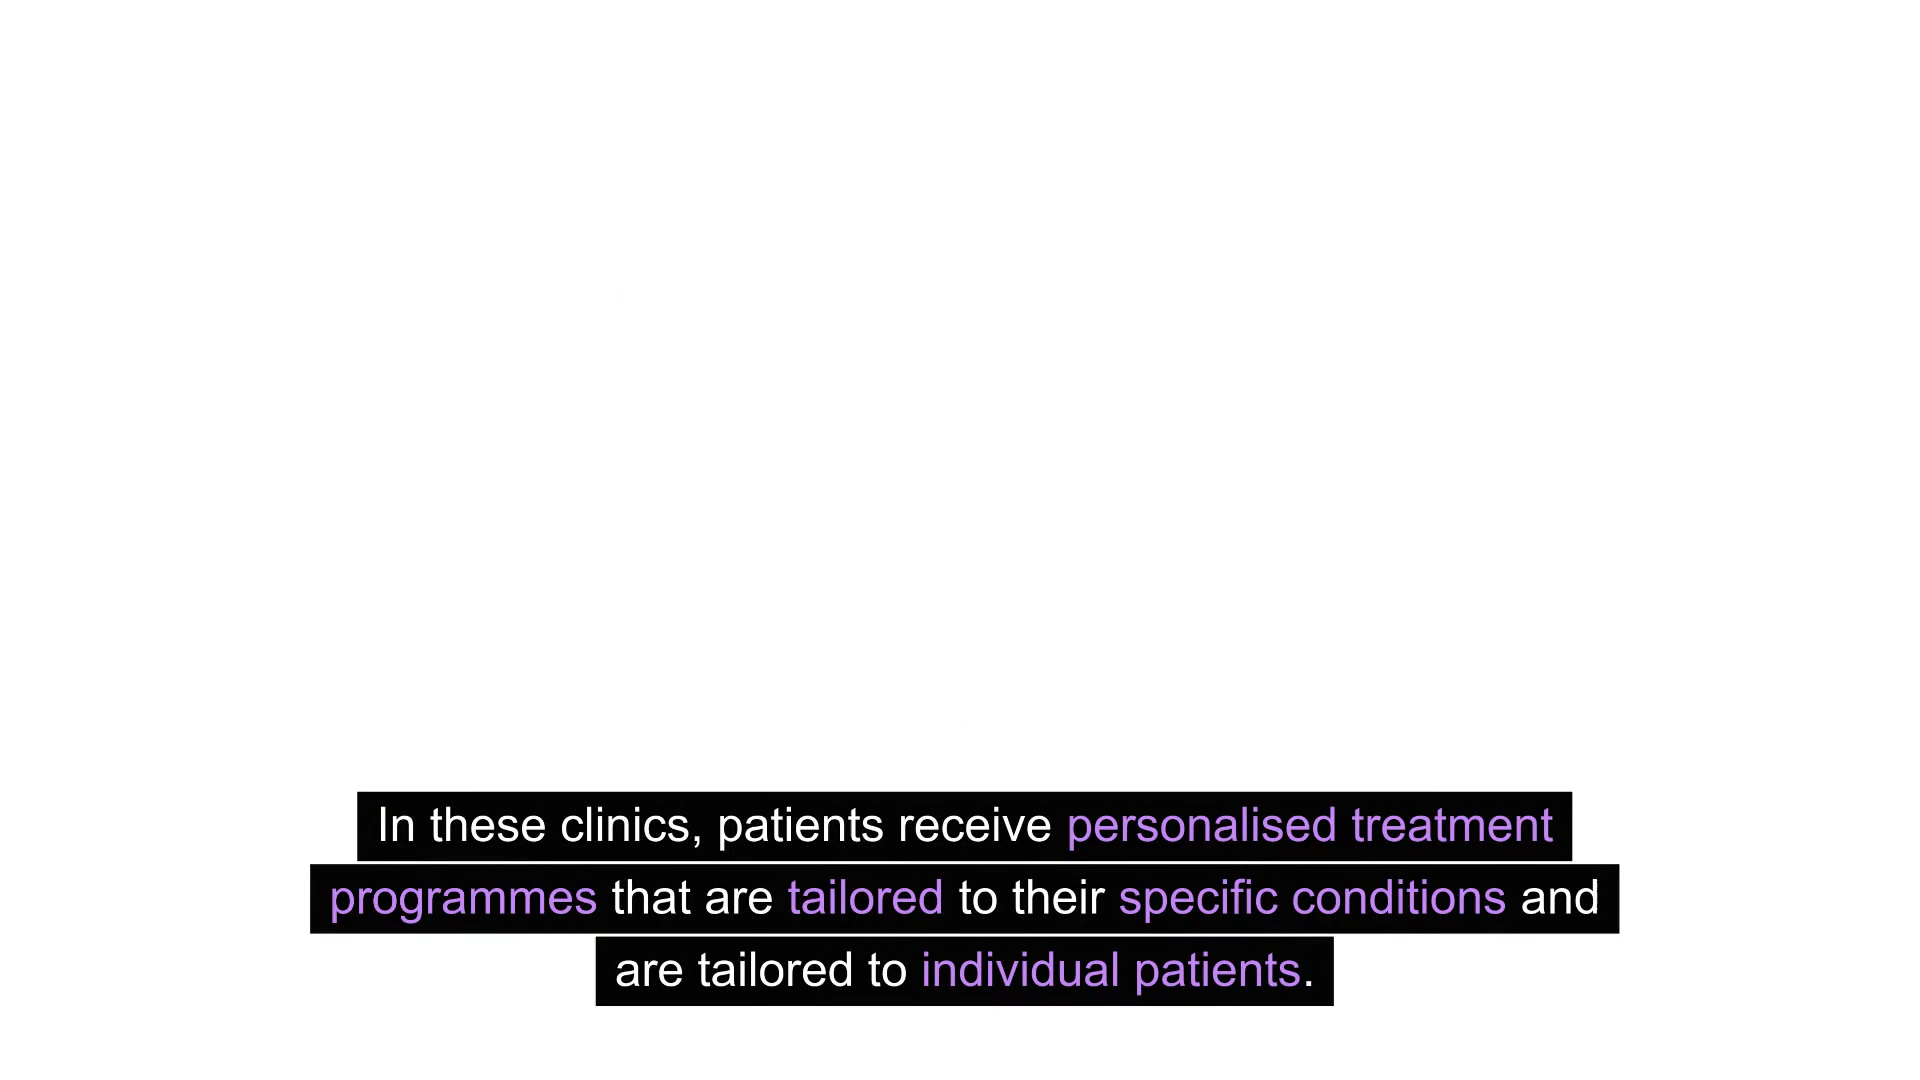 In these clinics, patients receive personalised treatment
programmes that are tailored to their specific conditions and
are tailored to individual patients.